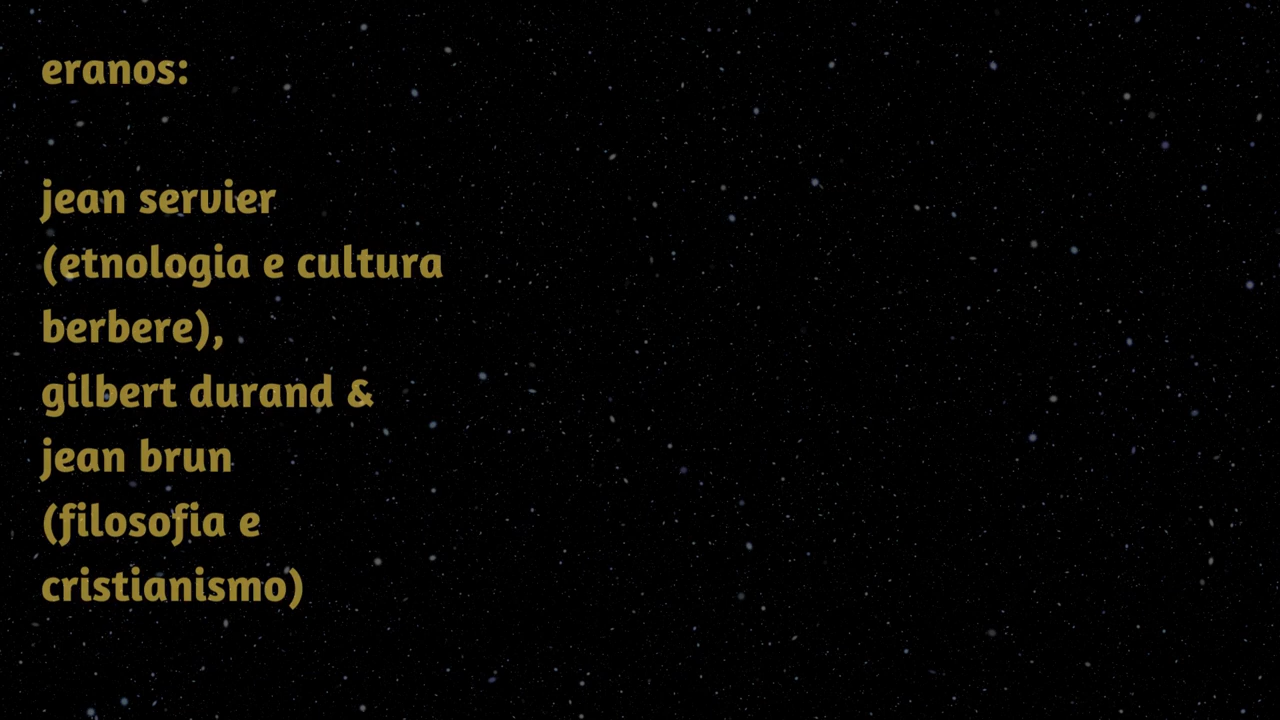 eranos:
jean servier
(etnologia e cultura
berbere),
gilbert durand &
jean brun
(filosofia e
cristianismo)